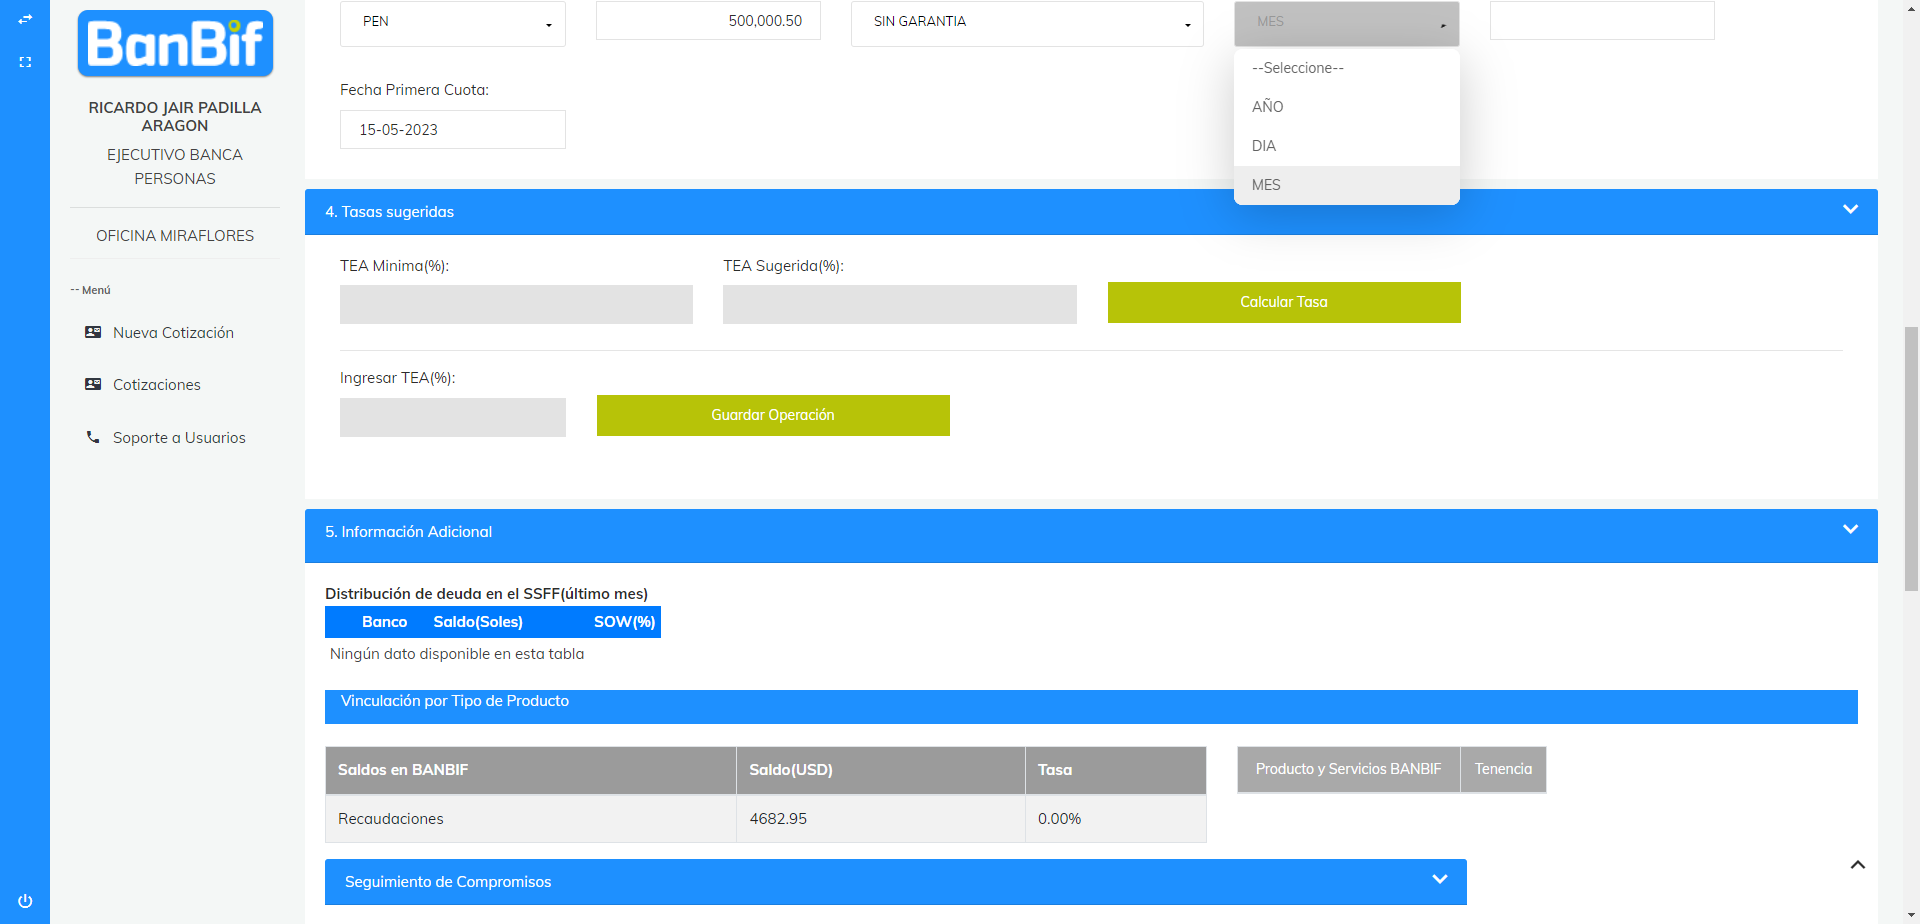 BanBif
RICARDO JAIR PADILLA
ARAGON
EJECUTIVO BANCA
PERSONAS
OFICINA MIRAFLORES
-- Menú
Nueva Cotización
Cotizaciones
Soporte a Usuarios
PEN
500,000.50
SIN GARANTIA
MES
--Seleccione--
AÑO
DIA
MES
Fecha Primera Cuota:
15-05-2023
4. Tasas sugeridas
TEA Minima(%):
TEA Sugerida(%):
Calcular Tasa
Ingresar TEA(%):
Guardar Operación
5. Información Adicional
Distribución de deuda en el SSFF(último mes)
Banco Saldo(Soles) SOW(%)
Ningún dato disponible en esta tabla
Vinculación por Tipo de Producto
Saldos en BANBIF Saldo(USD) Tasa
Recaudaciones 4682.95 0.00%
Producto y Servicios BANBIF Tenencia
Seguimiento de Compromisos